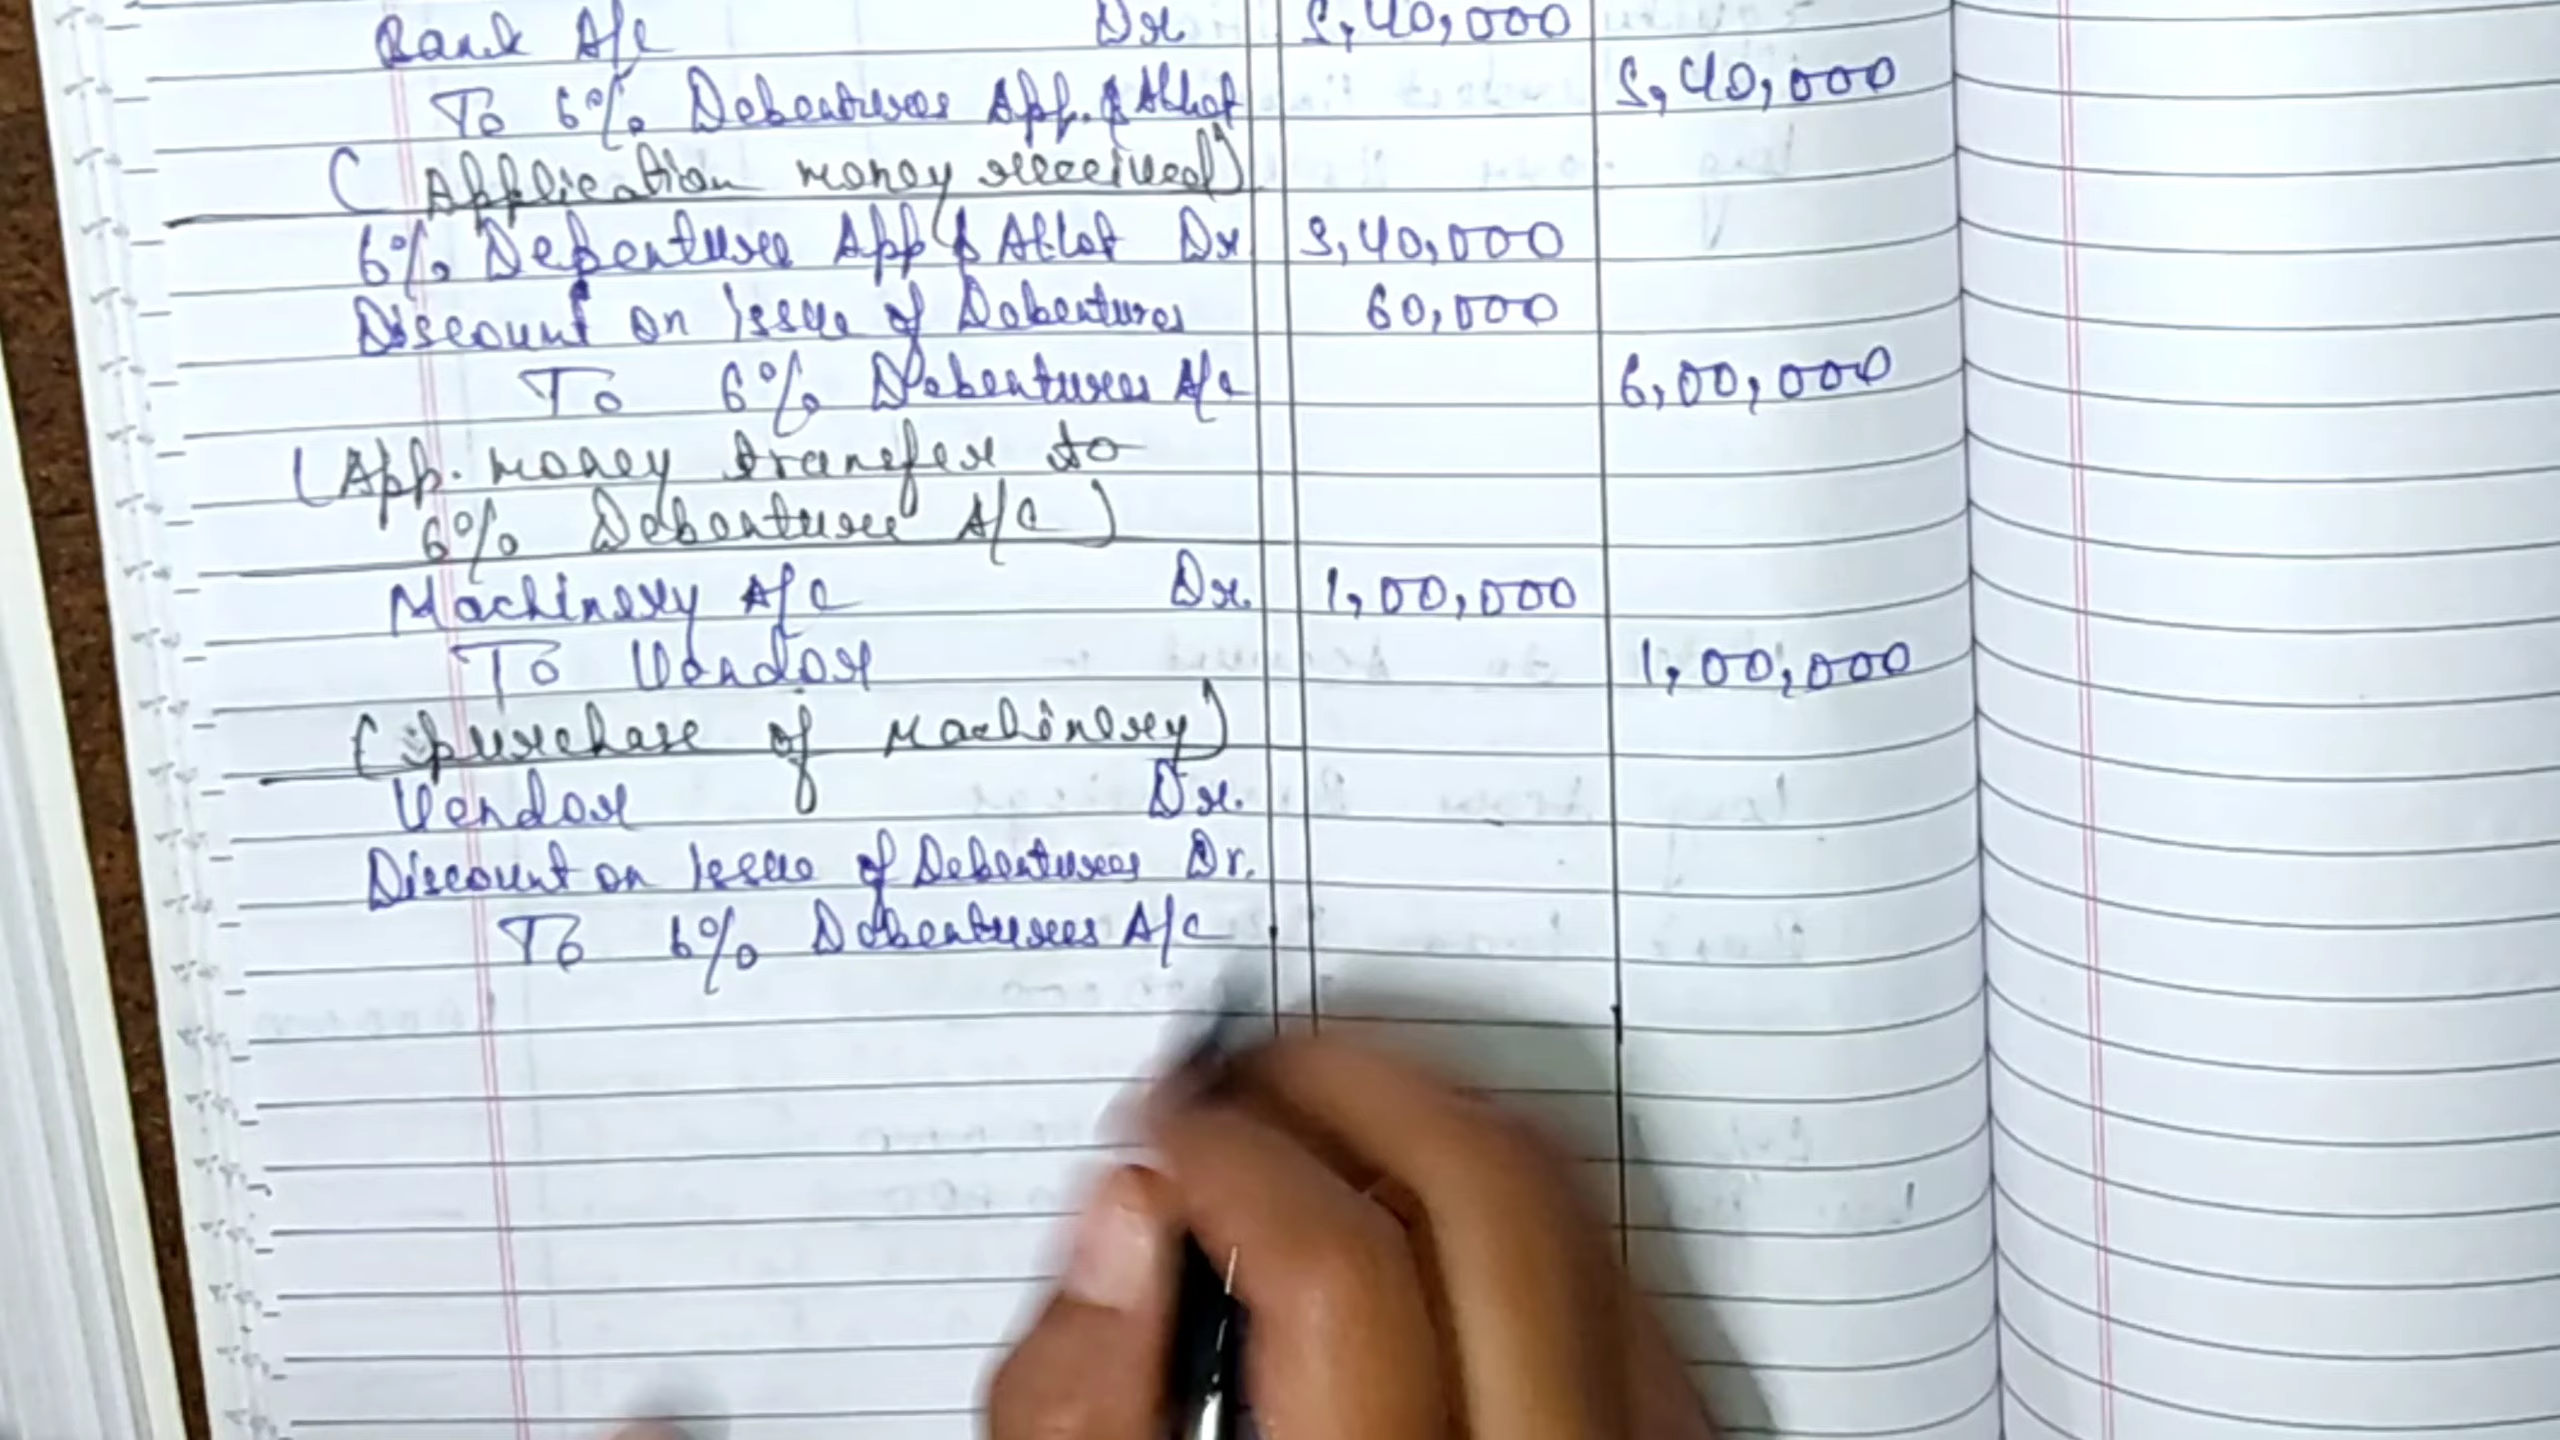 Bank A/c Dr 5,40,000
To 6% Debentures App. & Allot 5,40,000
(Application money received)
6% Debenture App & Allot Dr 5,40,000
Discount on Issue of Debentures 60,000
To 6% Debentures A/c 6,00,000
(App. money transfer to
6% Debenture A/c)
Machinery A/c Dr. 1,00,000
To Vendor 1,00,000
(purchase of Machinery)
Vendor Dr.
Discount on Issue of Debentures Dr.
To 6% Debentures A/c